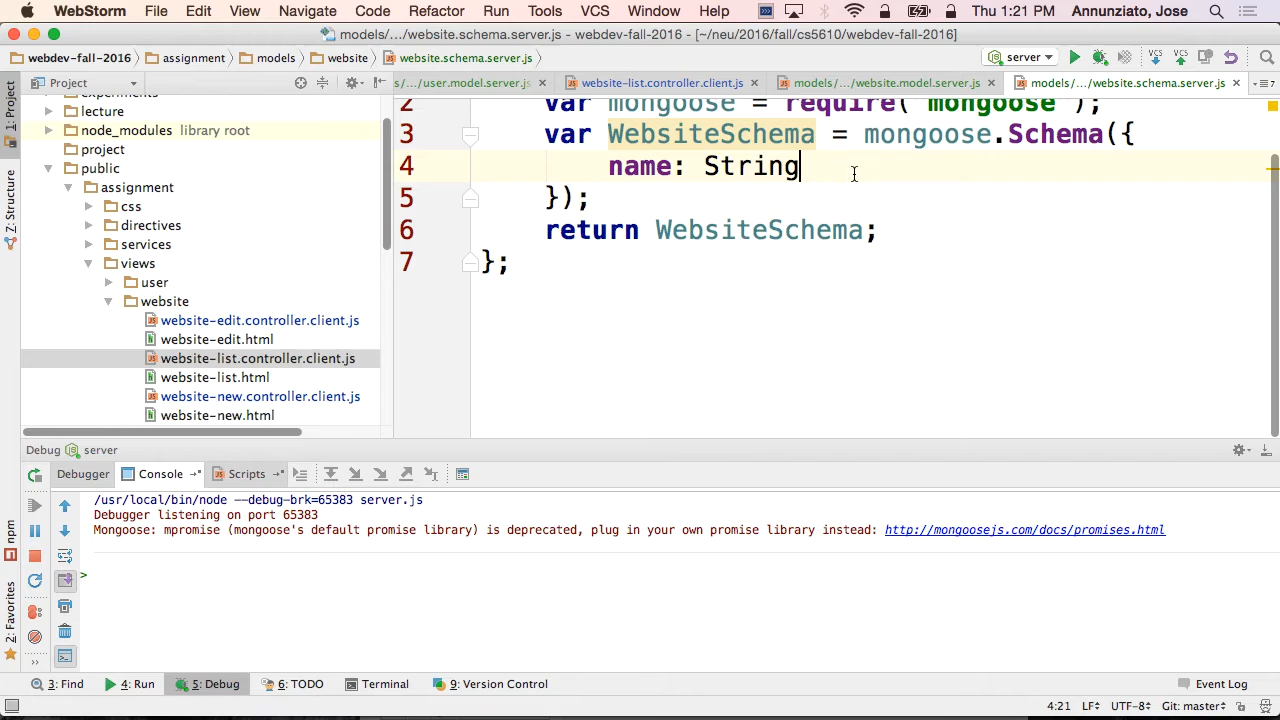 WebStorm File Edit View Navigate Code Refactor Run Tools VCS Window Help Thu 1:21 PM Annunziato, Jose
models/.../website.schema.server.js - webdev-fall-2016 - [~/neu/2016/fall/cs5610/webdev-fall-2016]
webdev-fall-2016 assignment models website website.schema.server.js server VCS VCS
Project s/.../user.model.server.js website-list.controller.client.js models/.../website.model.server.js models/.../website.schema.server.js
1: Project
Z: Structure
npm
2: Favorites
experiments
lecture
node_modules library root
project
public
assignment
css
directives
services
views
user
website
website-edit.controller.client.js
website-edit.html
website-list.controller.client.js
website-list.html
website-new.controller.client.js
website-new.html
2 var mongoose = require("mongoose");
3 var WebsiteSchema = mongoose.Schema({
4 name: String
5 });
6 return WebsiteSchema;
7 };
Debug server
Debugger Console Scripts
/usr/local/bin/node --debug-brk=65383 server.js
Debugger listening on port 65383
Mongoose: mpromise (mongoose's default promise library) is deprecated, plug in your own promise library instead: http://mongoosejs.com/docs/promises.html
>
3: Find 4: Run 5: Debug 6: TODO Terminal 9: Version Control Event Log
4:21 LF÷ UTF-8÷ Git: master÷